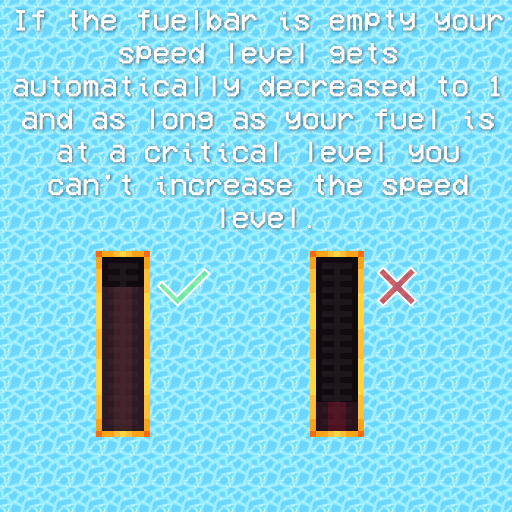 If the fuelbar is empty your
speed level gets
automatically decreased to 1
and as long as your fuel is
at a critical level you
can't increase the speed
level.